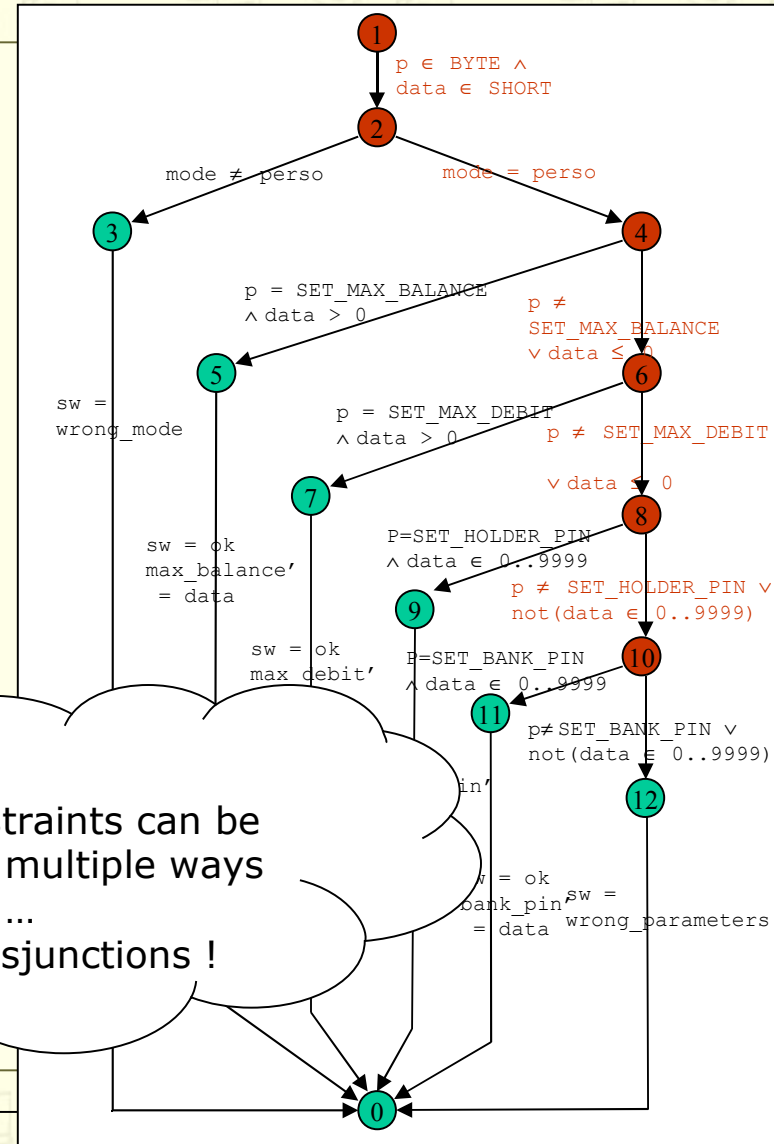 1
p ∈ BYTE ∧
data ∈ SHORT
2
mode ≠ perso
mode = perso
3
4
p = SET_MAX_BALANCE
∧ data > 0
p ≠
SET_MAX_BALANCE
∨ data ≤ 0
5
6
sw =
wrong_mode
p = SET_MAX_DEBIT
∧ data > 0
p ≠ SET_MAX_DEBIT
∨ data ≤ 0
7
8
sw = ok
max_balance’
= data
P=SET_HOLDER_PIN
∧ data ∈ 0..9999
p ≠ SET_HOLDER_PIN ∨
not(data ∈ 0..9999)
9
sw = ok
max_debit’
P=SET_BANK_PIN
∧ data ∈ 0..9999
10
11
p≠ SET_BANK_PIN ∨
not(data ∈ 0..9999)
12
in’
straints can be
multiple ways
…
sjunctions !
= ok
bank_pin’
= data
sw =
wrong_parameters
0